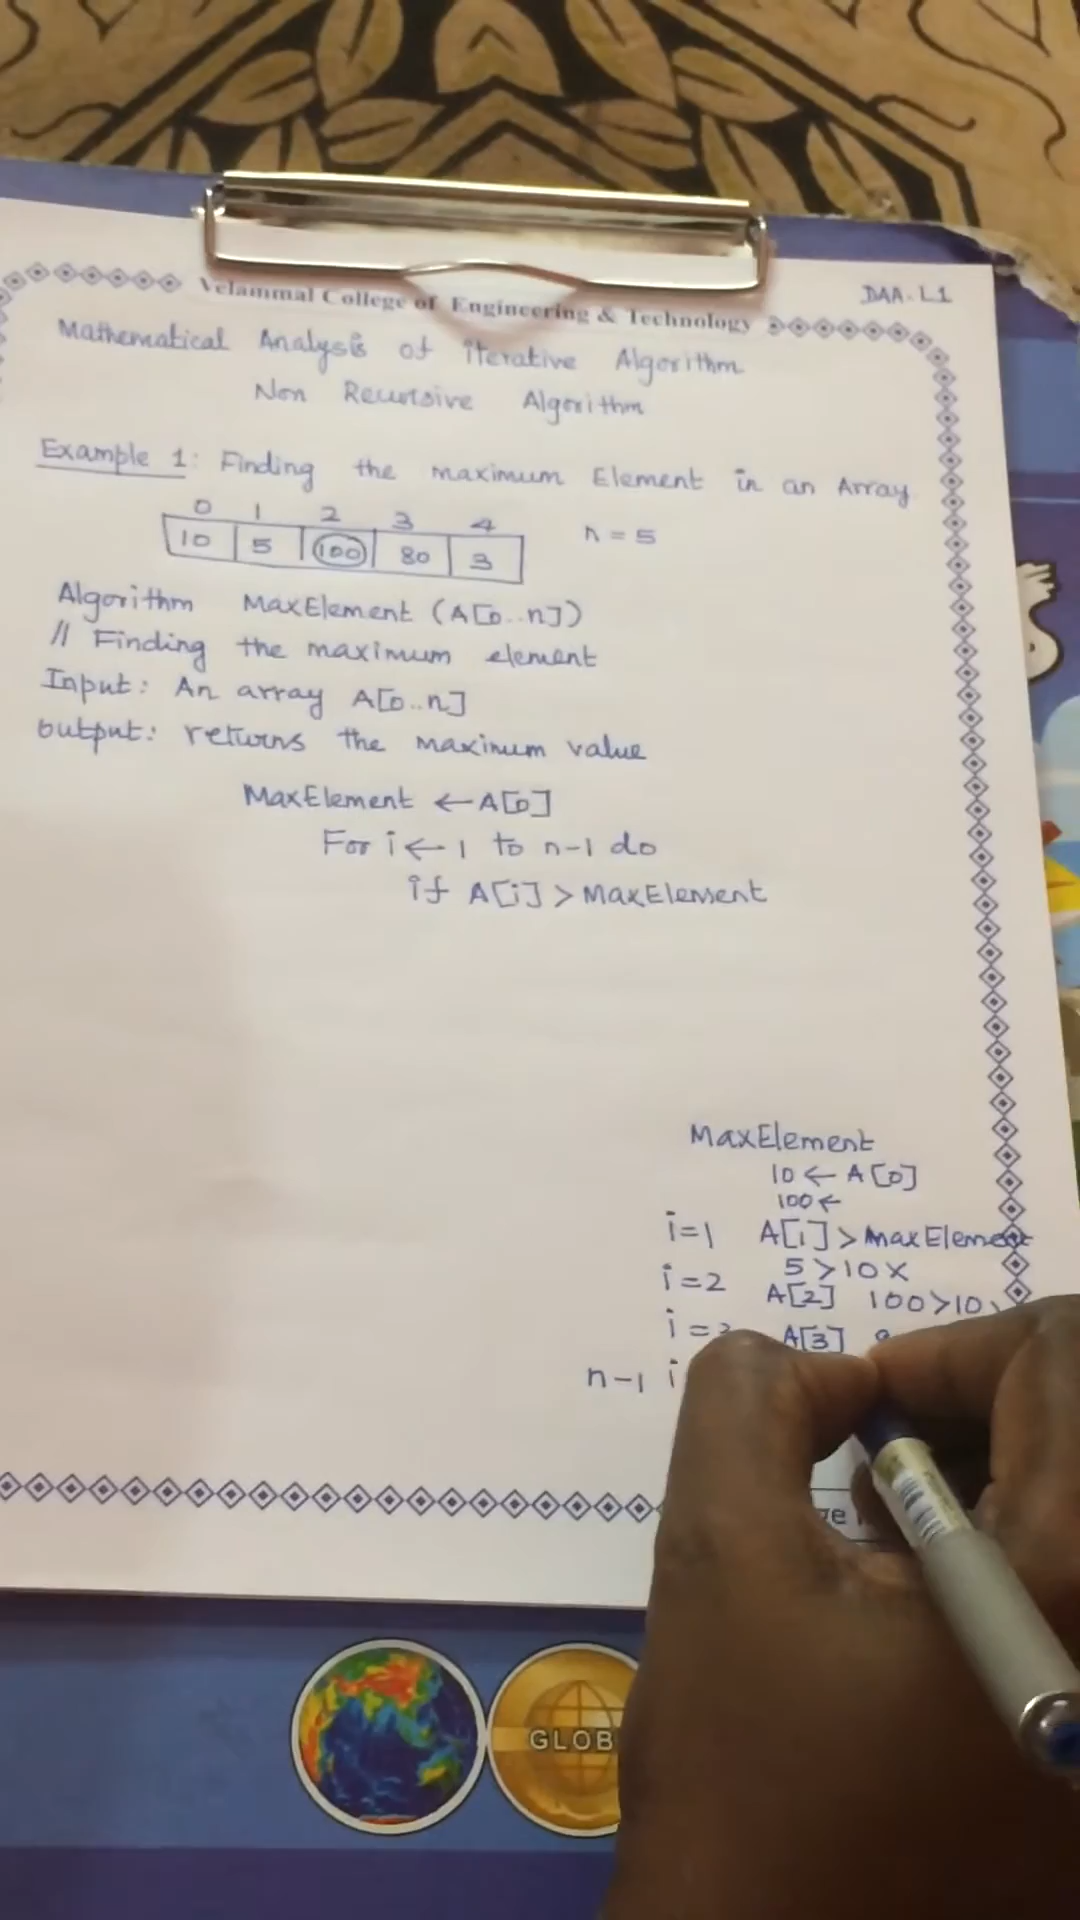 Velammal College of Engineering & Technology
DAA-L1
Mathematical Analysis of iterative Algorithm
Non Recursive Algorithm
Example 1: Finding the maximum Element in an Array
0 1 2 3 4
10 5 100 80 3
n = 5
Algorithm MaxElement (A[0..n])
// Finding the maximum element
Input: An array A[0..n]
output: returns the maximum value
MaxElement ← A[0]
For i ← 1 to n-1 do
if A[i] > MaxElement
MaxElement
10 ← A[0]
100 ←
i=1 A[i] > MaxElement
5 > 10 x
i=2 A[2] 100>10
i = A[3]
n-1 i
GLOB